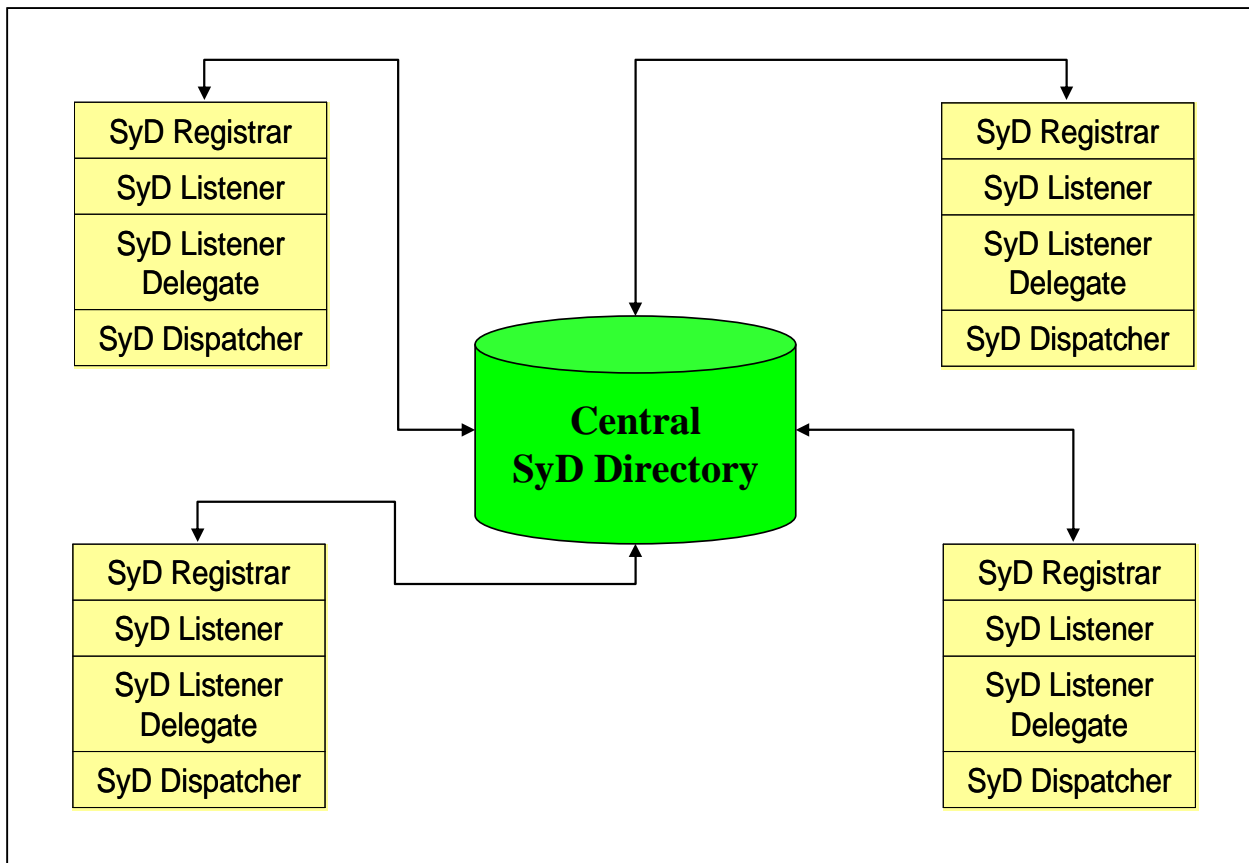 SyD Registrar
SyD Listener
SyD Listener
Delegate
SyD Dispatcher
SyD Registrar
SyD Listener
SyD Listener
Delegate
SyD Dispatcher
Central
SyD Directory
SyD Registrar
SyD Listener
SyD Listener
Delegate
SyD Dispatcher
SyD Registrar
SyD Listener
SyD Listener
Delegate
SyD Dispatcher